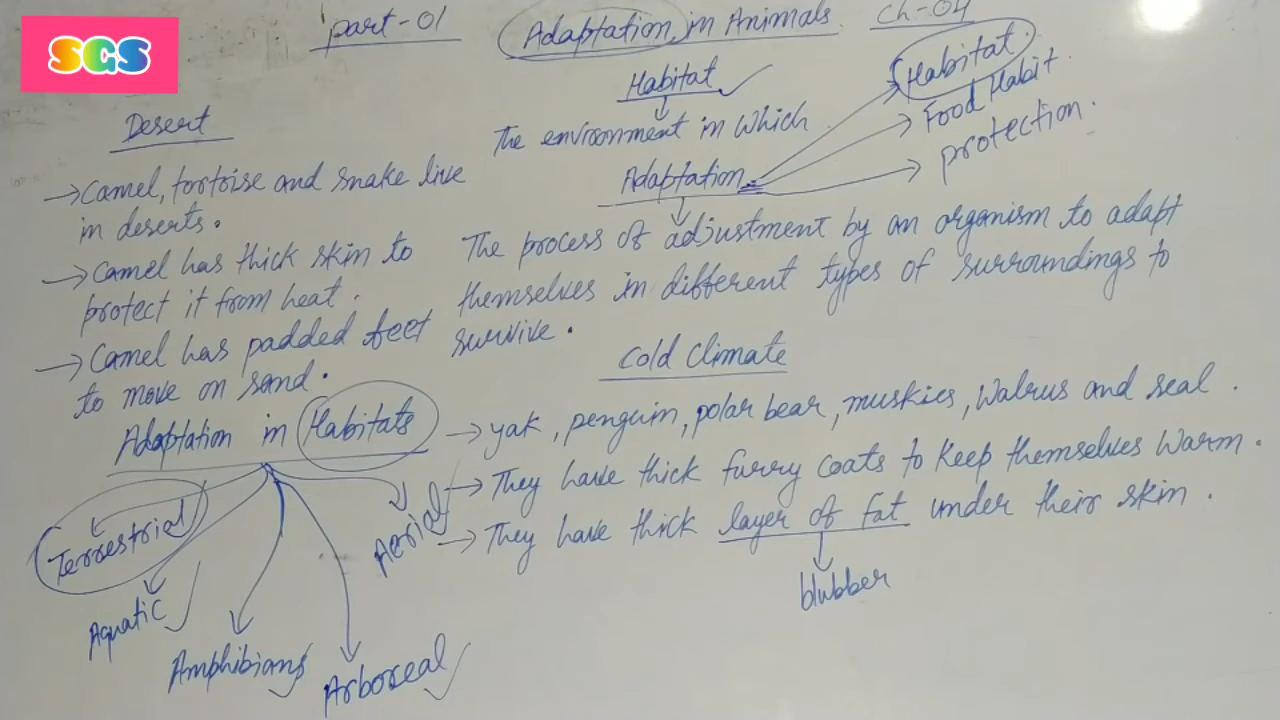 SGS
part-01
Adaptation in Animals
Ch-04
Habitat
The environment in which
Adaptation
Habitat.
Food Habit.
protection.
The process of adjustment by an organism to adapt
themselves in different types of surroundings to
survive.
Desert
→ Camel, tortoise and snake live
in deserts.
→ Camel has thick skin to
protect it from heat.
→ Camel has padded feet
to move on sand.
Adaptation in Habitats
Terrestrial
Aquatic
Amphibians
Arboreal
Aerial
Cold Climate
→ yak, penguin, polar bear, muskies, Walrus and seal.
→ They have thick furry coats to keep themselves warm.
→ They have thick layer of fat under their skin.
blubber